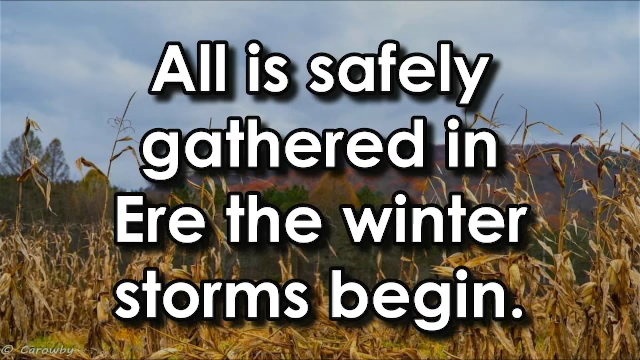 All is safely
gathered in
Ere the winter
storms begin.
© Carowby